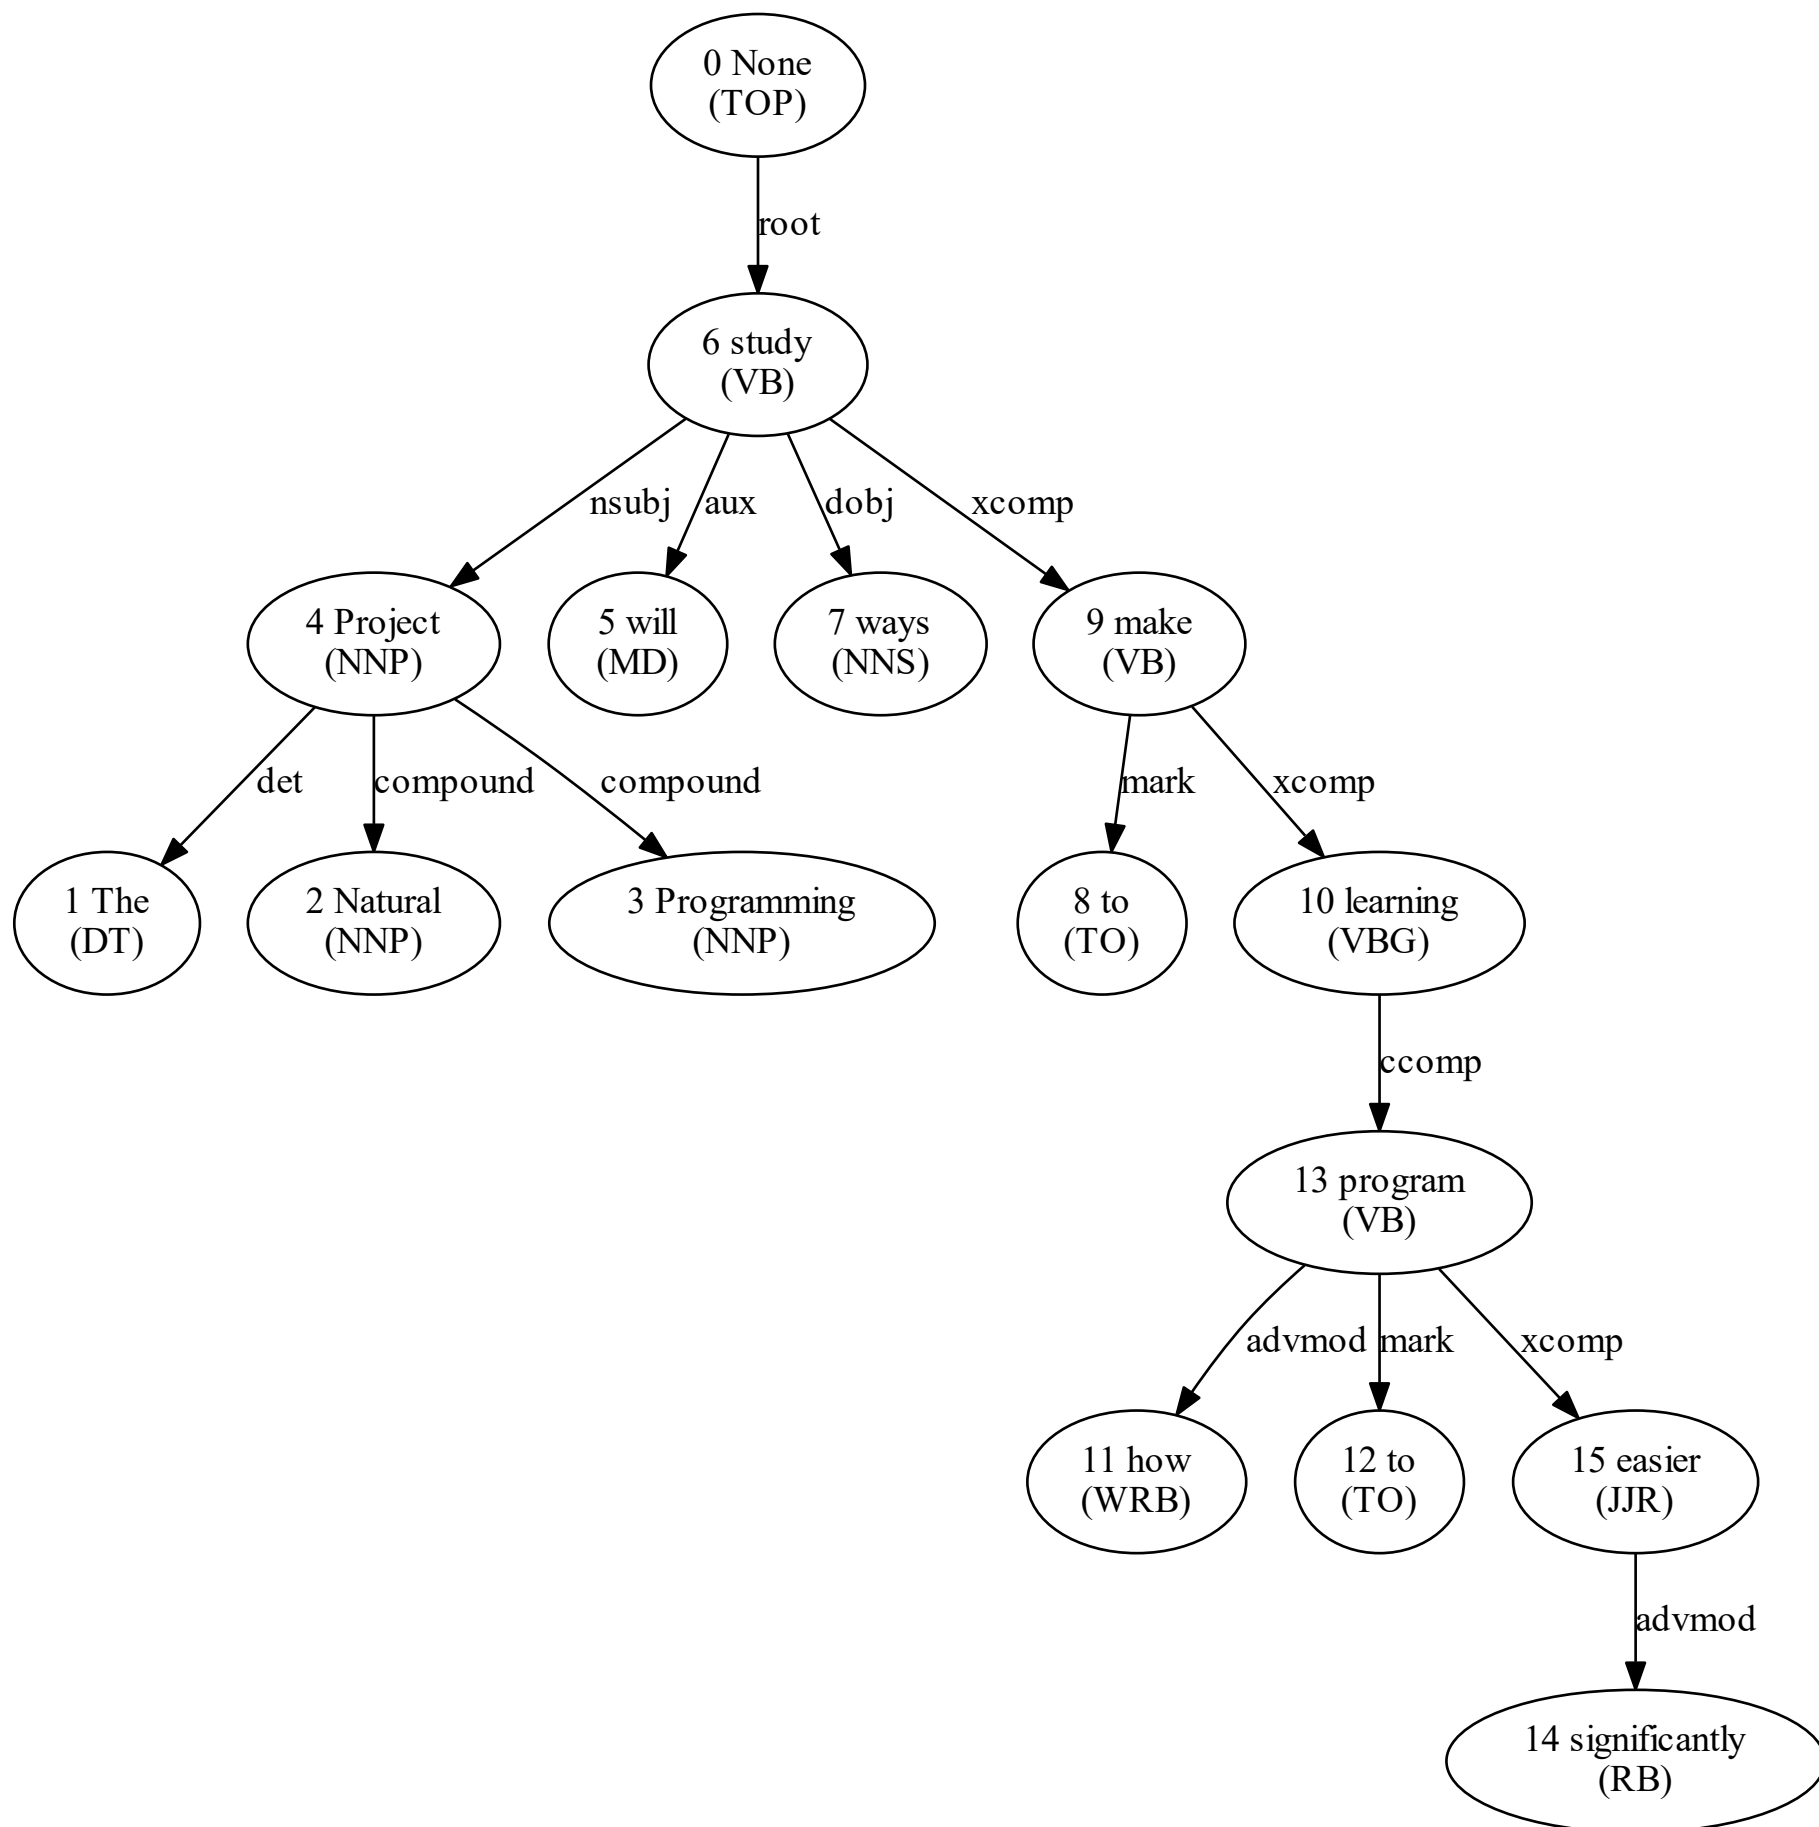 0 None
(TOP)
root
6 study
(VB)
nsubj
aux
dobj
xcomp
4 Project
(NNP)
5 will
(MD)
7 ways
(NNS)
9 make
(VB)
det
compound
compound
mark
xcomp
1 The
(DT)
2 Natural
(NNP)
3 Programming
(NNP)
8 to
(TO)
10 learning
(VBG)
ccomp
13 program
(VB)
advmod
mark
xcomp
11 how
(WRB)
12 to
(TO)
15 easier
(JJR)
advmod
14 significantly
(RB)